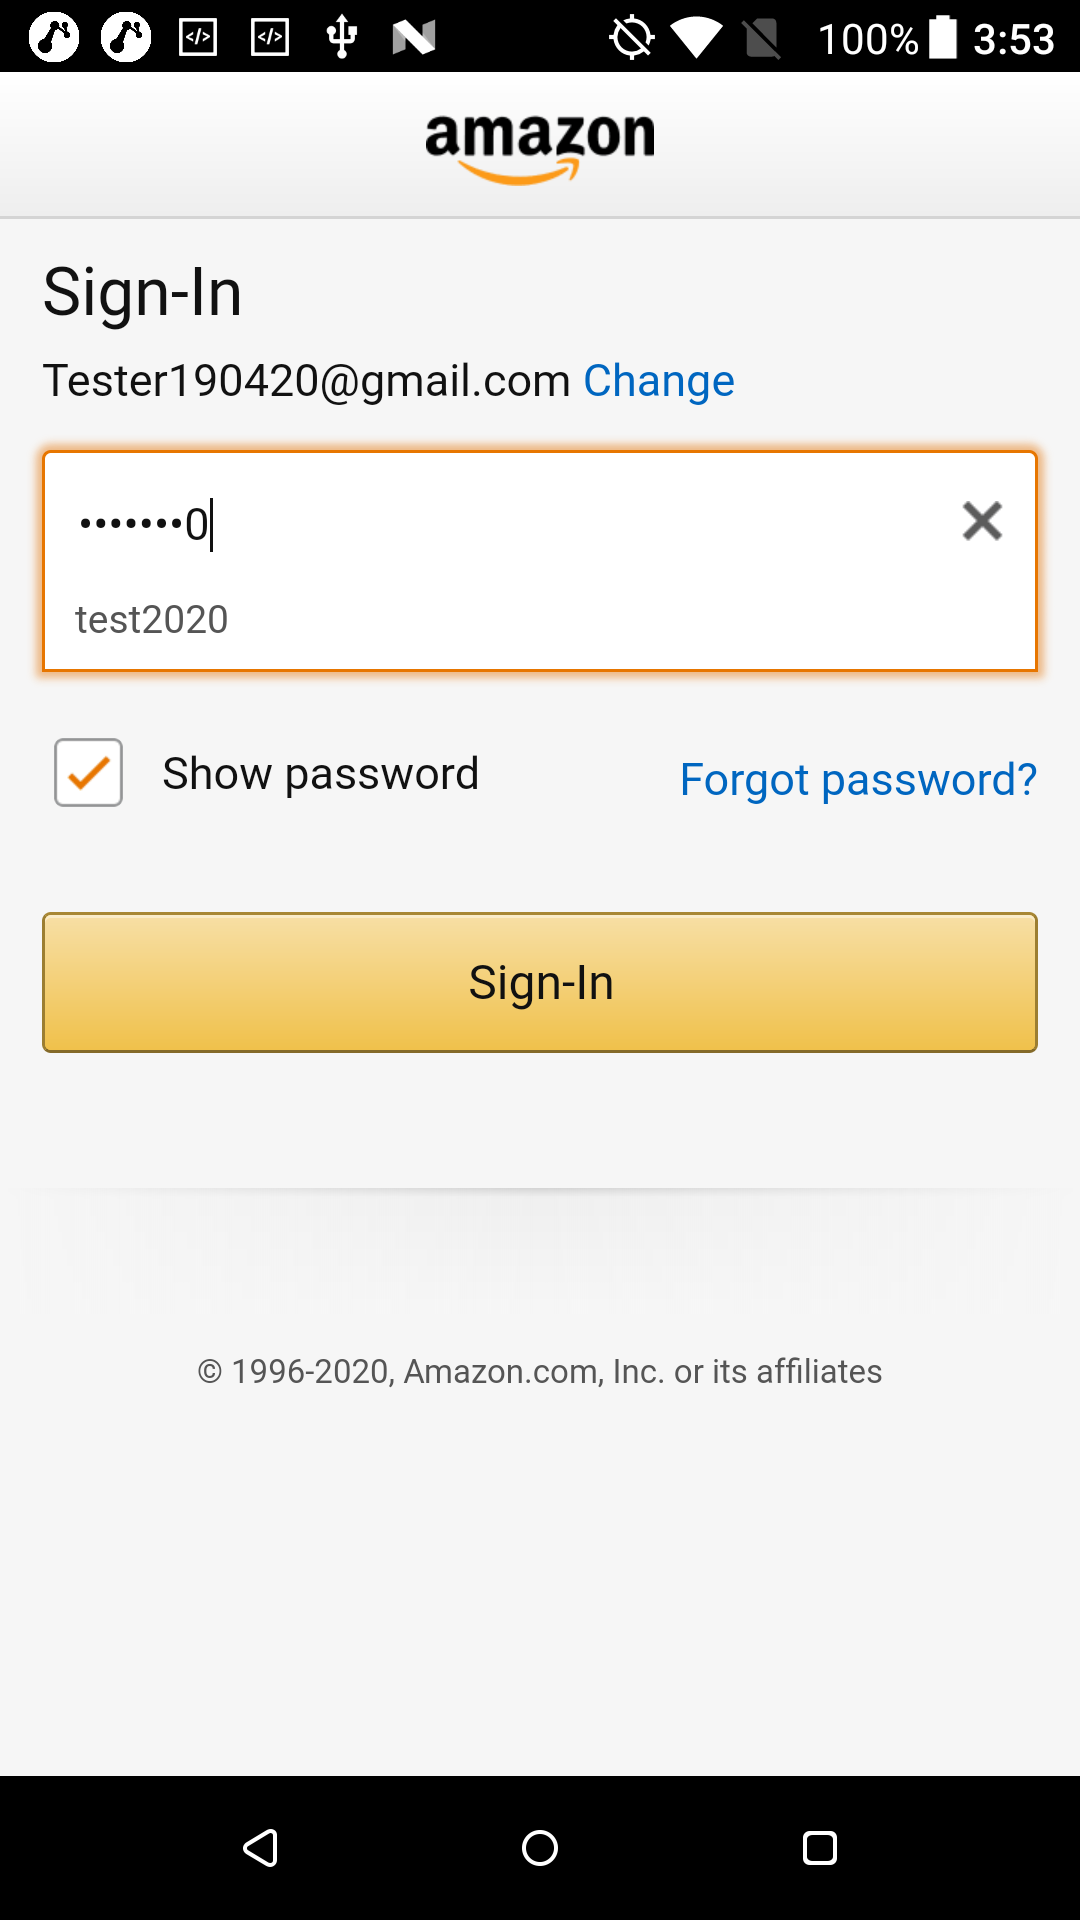 100% 3:53
amazon
Sign-In
Tester190420@gmail.com Change
•••••••0
test2020
Show password
Forgot password?
Sign-In
© 1996-2020, Amazon.com, Inc. or its affiliates